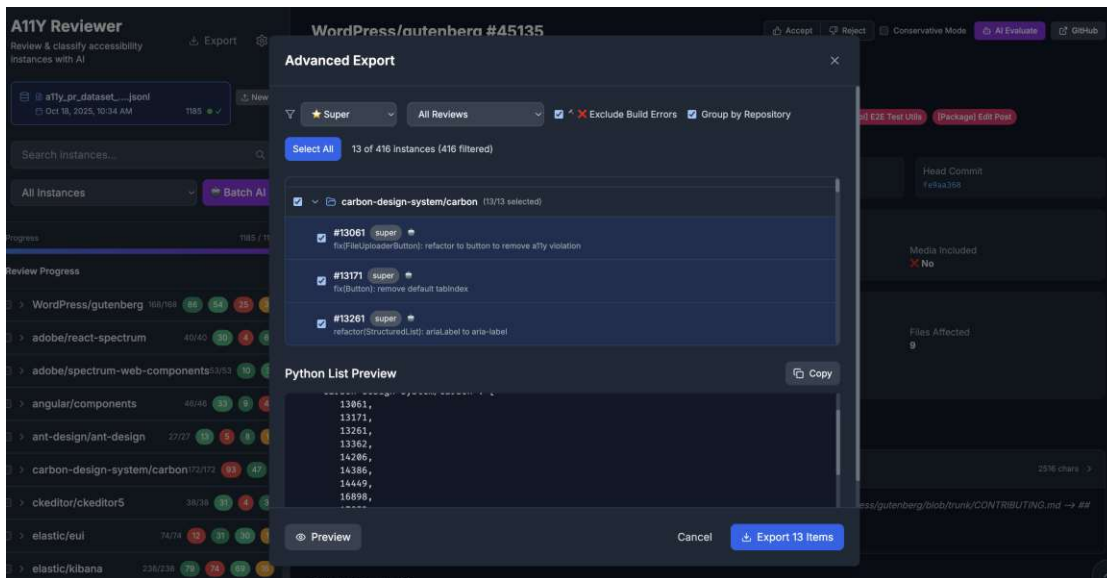 A11Y Reviewer
Review & classify accessibility
instances with AI
Export
a11y_pr_dataset_....jsonl
Oct 18, 2025, 10:34 AM
1185
New
Search instances...
All Instances
Batch AI
Progress
Review Progress
WordPress/gutenberg 168/168 86 54 25
adobe/react-spectrum 40/40 30 4
adobe/spectrum-web-components 53/53 10
angular/components 46/46 33 9
ant-design/ant-design 27/27 13 5 8
carbon-design-system/carbon 172/172 93 47
ckeditor/ckeditor5 38/38 31 4
elastic/eui 74/74 12 31 30
elastic/kibana 236/236 79 74 69
WordPress/gutenberg #45135
Accept
Reject
Conservative Mode
AI Evaluate
GitHub
E2E Test Utils
[Package] Edit Post
Head Commit
fe9aa368
Media Included
No
Files Affected
9
2516 chars
/gutenberg/blob/trunk/CONTRIBUTING.md --> ##
Advanced Export
Super
All Reviews
Exclude Build Errors
Group by Repository
Select All
13 of 416 instances (416 filtered)
carbon-design-system/carbon (13/13 selected)
#13061 super
fix(FileUploaderButton): refactor to button to remove a11y violation
#13171 super
fix(Button): remove default tabIndex
#13261 super
refactor(StructuredList): ariaLabel to aria-label
Python List Preview
Copy
13061,
13171,
13261,
13362,
14206,
14386,
14449,
16898,
Preview
Cancel
Export 13 Items